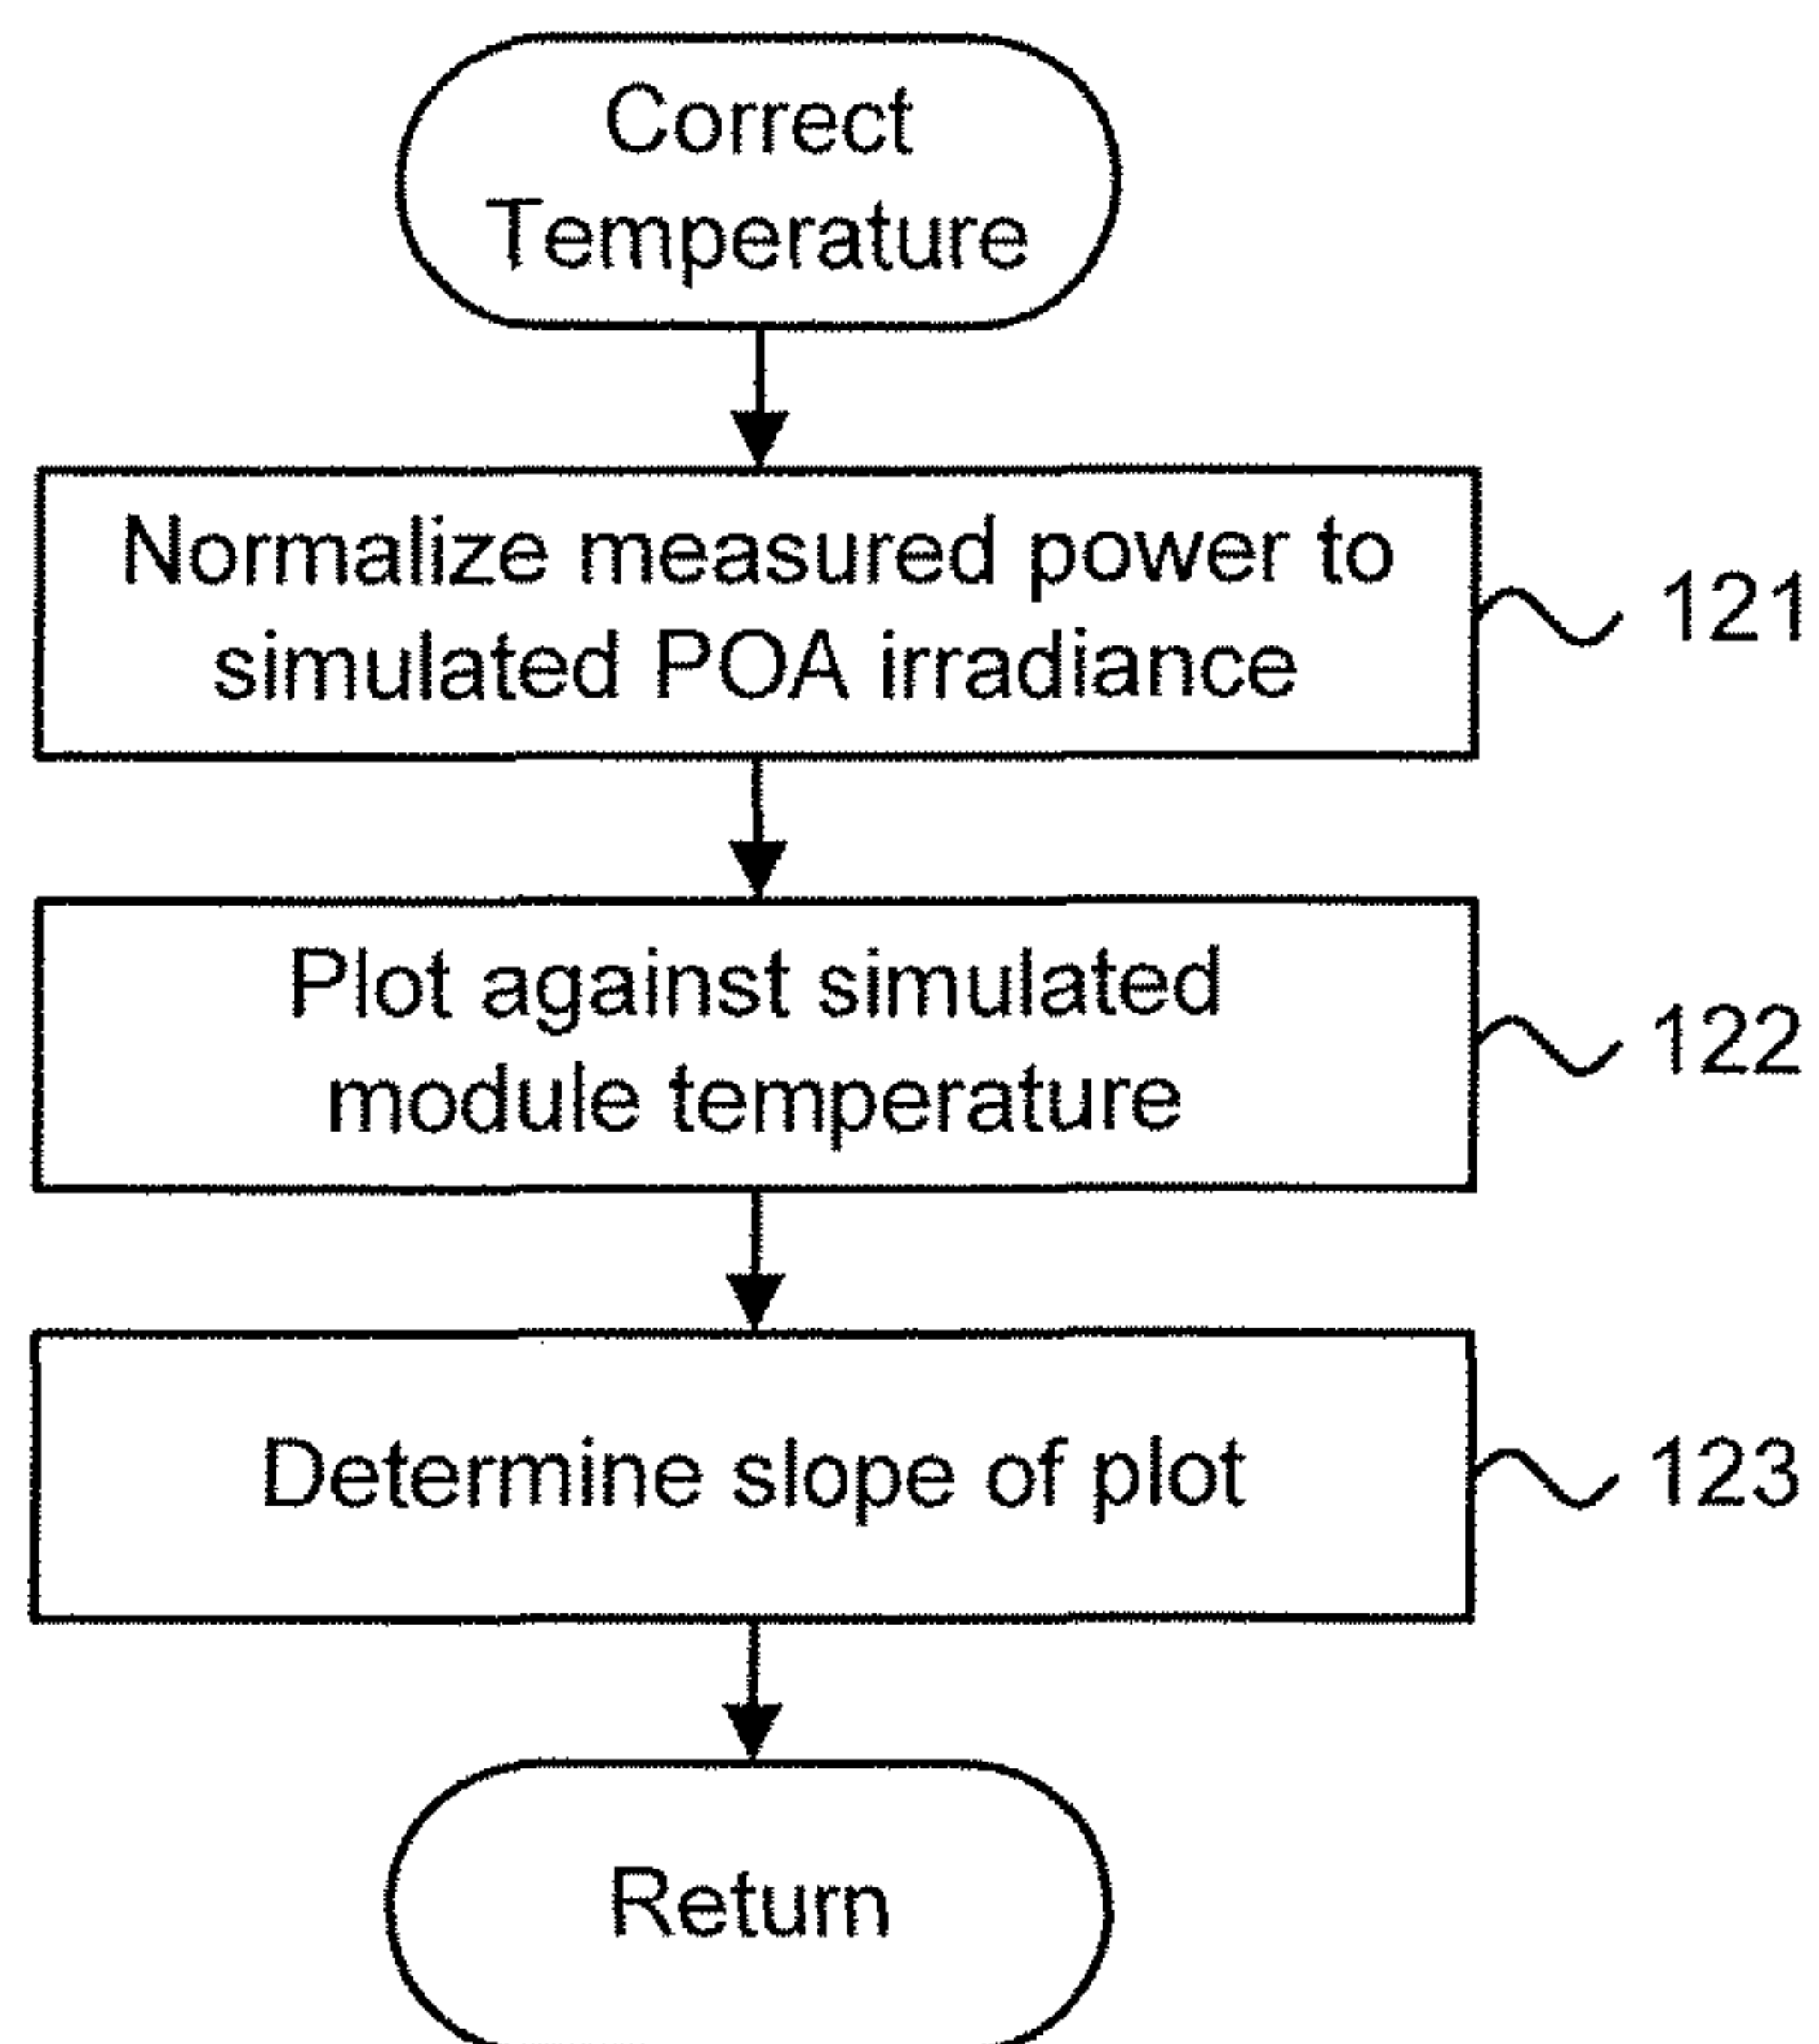 Correct
Temperature
Normalize measured power to
simulated POA irradiance
121
Plot against simulated
module temperature
122
Determine slope of plot
123
Return